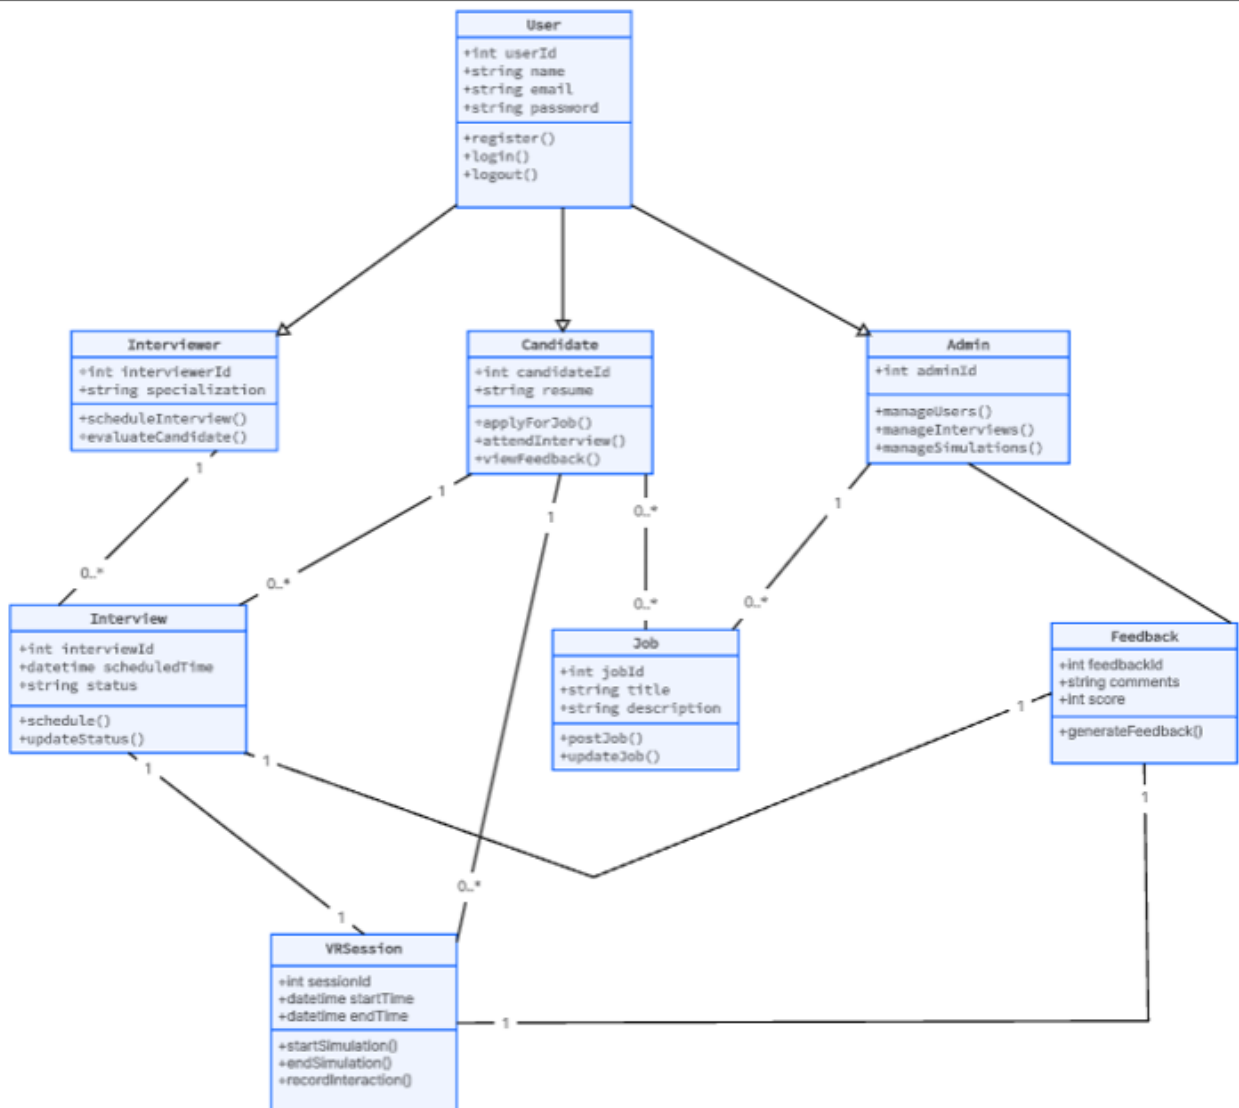 User
+int userId
+string name
+string email
+string password
+register()
+login()
+logout()
Interviewer
+int interviewerId
+string specialization
+scheduleInterview()
+evaluateCandidate()
Candidate
+int candidateId
+string resume
+applyForJob()
+attendInterview()
+viewFeedback()
Admin
+int adminId
+manageUsers()
+manageInterviews()
+manageSimulations()
1
1
1
0..*
1
0..*
0..*
0..*
0..*
Interview
+int interviewId
+datetime scheduledTime
+string status
+schedule()
+updateStatus()
Job
+int jobId
+string title
+string description
+postJob()
+updateJob()
Feedback
+int feedbackId
+string comments
+int score
+generateFeedback()
1
1
1
1
0..*
1
VRSession
+int sessionId
+datetime startTime
+datetime endTime
+startSimulation()
+endSimulation()
+recordInteraction()
1